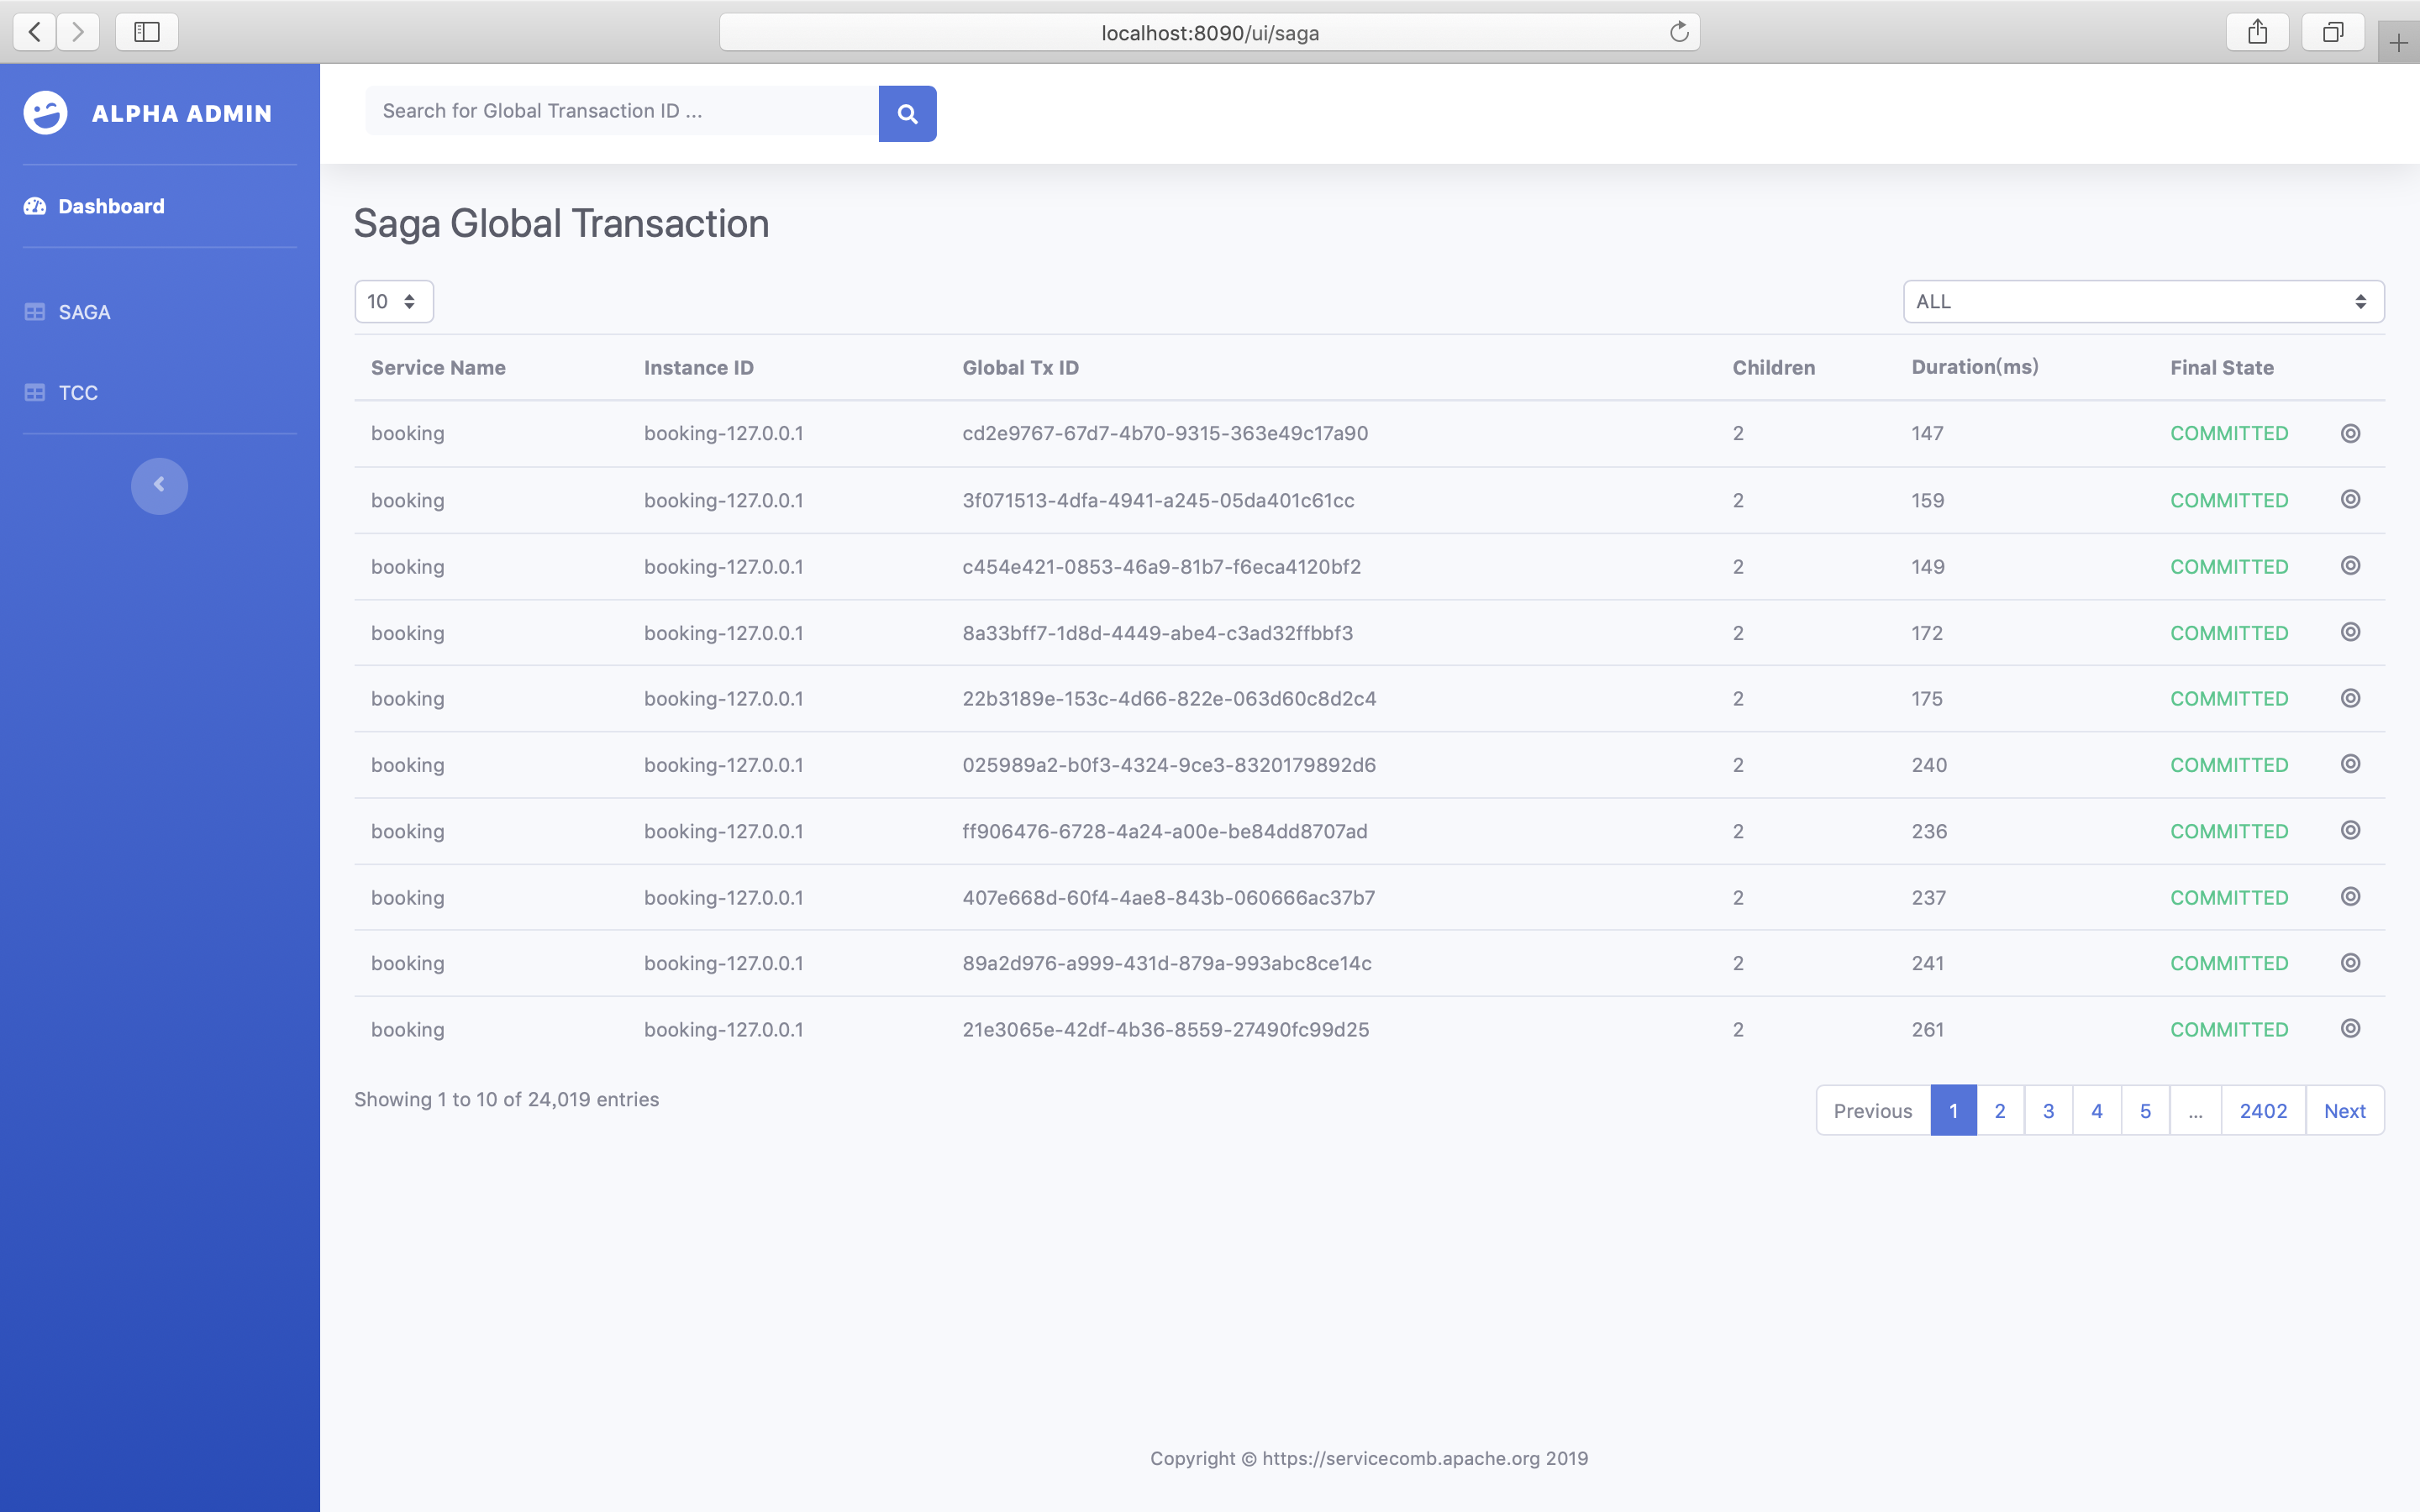 localhost:8090/ui/saga
ALPHA ADMIN
Search for Global Transaction ID ...
Dashboard
SAGA
TCC
Saga Global Transaction
10 ALL
Service Name Instance ID Global Tx ID Children Duration(ms) Final State
booking booking-127.0.0.1 cd2e9767-67d7-4b70-9315-363e49c17a90 2 147 COMMITTED
booking booking-127.0.0.1 3f071513-4dfa-4941-a245-05da401c61cc 2 159 COMMITTED
booking booking-127.0.0.1 c454e421-0853-46a9-81b7-f6eca4120bf2 2 149 COMMITTED
booking booking-127.0.0.1 8a33bff7-1d8d-4449-abe4-c3ad32ffbbf3 2 172 COMMITTED
booking booking-127.0.0.1 22b3189e-153c-4d66-822e-063d60c8d2c4 2 175 COMMITTED
booking booking-127.0.0.1 025989a2-b0f3-4324-9ce3-8320179892d6 2 240 COMMITTED
booking booking-127.0.0.1 ff906476-6728-4a24-a00e-be84dd8707ad 2 236 COMMITTED
booking booking-127.0.0.1 407e668d-60f4-4ae8-843b-060666ac37b7 2 237 COMMITTED
booking booking-127.0.0.1 89a2d976-a999-431d-879a-993abc8ce14c 2 241 COMMITTED
booking booking-127.0.0.1 21e3065e-42df-4b36-8559-27490fc99d25 2 261 COMMITTED
Showing 1 to 10 of 24,019 entries
Previous 1 2 3 4 5 ... 2402 Next
Copyright © https://servicecomb.apache.org 2019